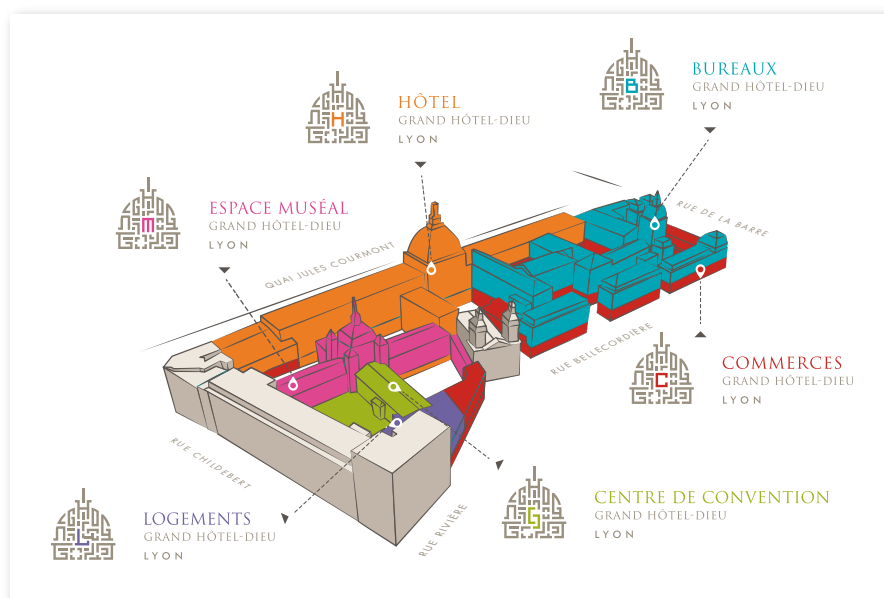 BUREAUX
GRAND HÔTEL-DIEU
LYON
HÔTEL
GRAND HÔTEL-DIEU
LYON
ESPACE MUSÉAL
GRAND HÔTEL-DIEU
LYON
RUE DE LA BARRE
QUAI JULES COURMONT
RUE BELLECORDIÈRE
COMMERCES
GRAND HÔTEL-DIEU
LYON
RUE CHILDEBERT
RUE RIVIÈRE
CENTRE DE CONVENTION
GRAND HÔTEL-DIEU
LYON
LOGEMENTS
GRAND HÔTEL-DIEU
LYON
B
H
M
C
L